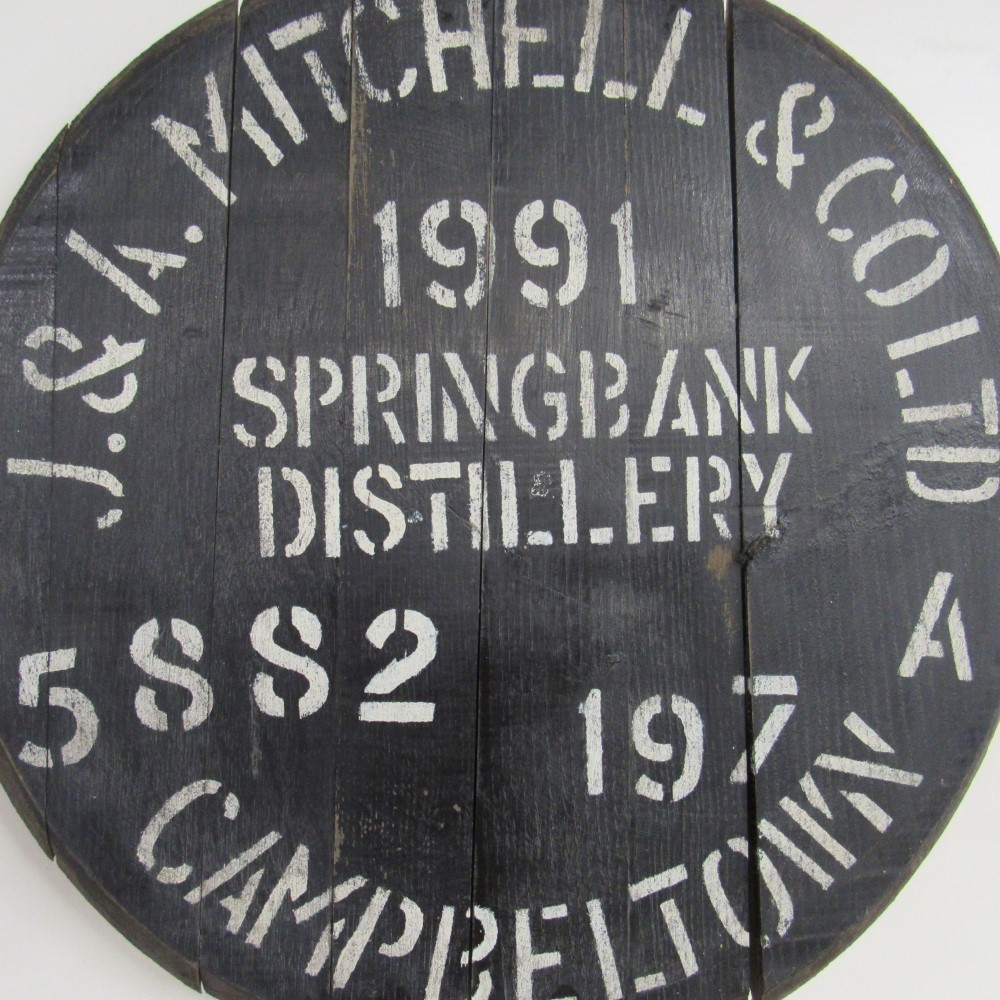 J. & A. MITCHELL & CO LTD
1991
SPRINGBANK
DISTILLERY
5882
197
A
CAMPBELTOWN